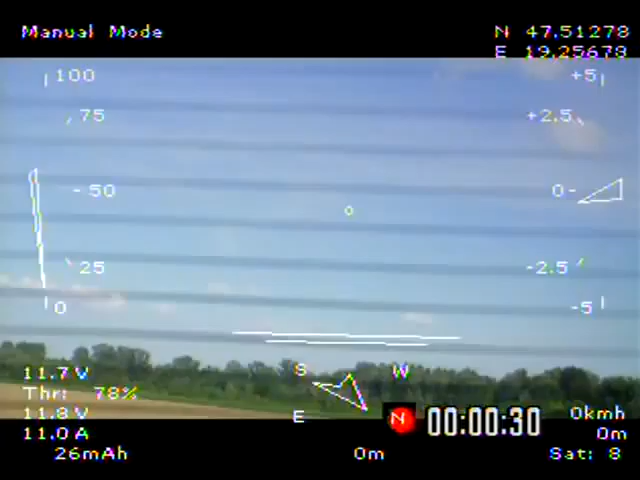 Manual Mode
N 47.51278
E 19.25678
100
+5
75
+2.5
- 50
0-
25
-2.5
0
-5
S
W
11.7 V
Thr: 78%
E
N
00:00:30
0kmh
11.8 V
0m
11.0 A
26mAh
0m
Sat: 8